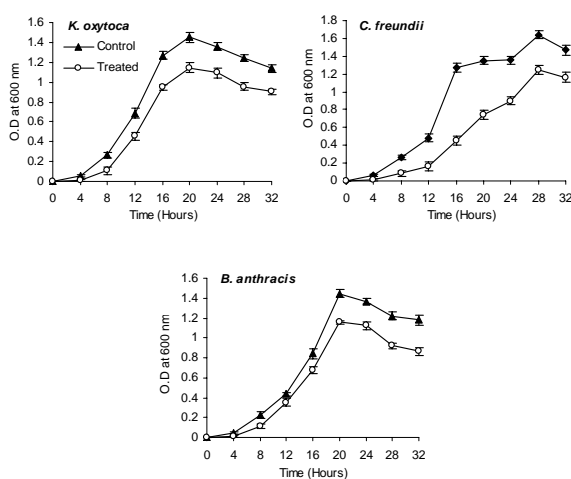 K. oxytoca
Control
Treated
1.6
1.4
1.2
1
0.8
0.6
0.4
0.2
0
O.D at 600 nm
0 4 8 12 16 20 24 28 32
Time (Hours)
C. freundii
1.8
1.6
1.4
1.2
1
0.8
0.6
0.4
0.2
0
O.D at 600 nm
0 4 8 12 16 20 24 28 32
Time (Hours)
B. anthracis
1.6
1.4
1.2
1
0.8
0.6
0.4
0.2
0
O.D at 600 nm
0 4 8 12 16 20 24 28 32
Time (Hours)